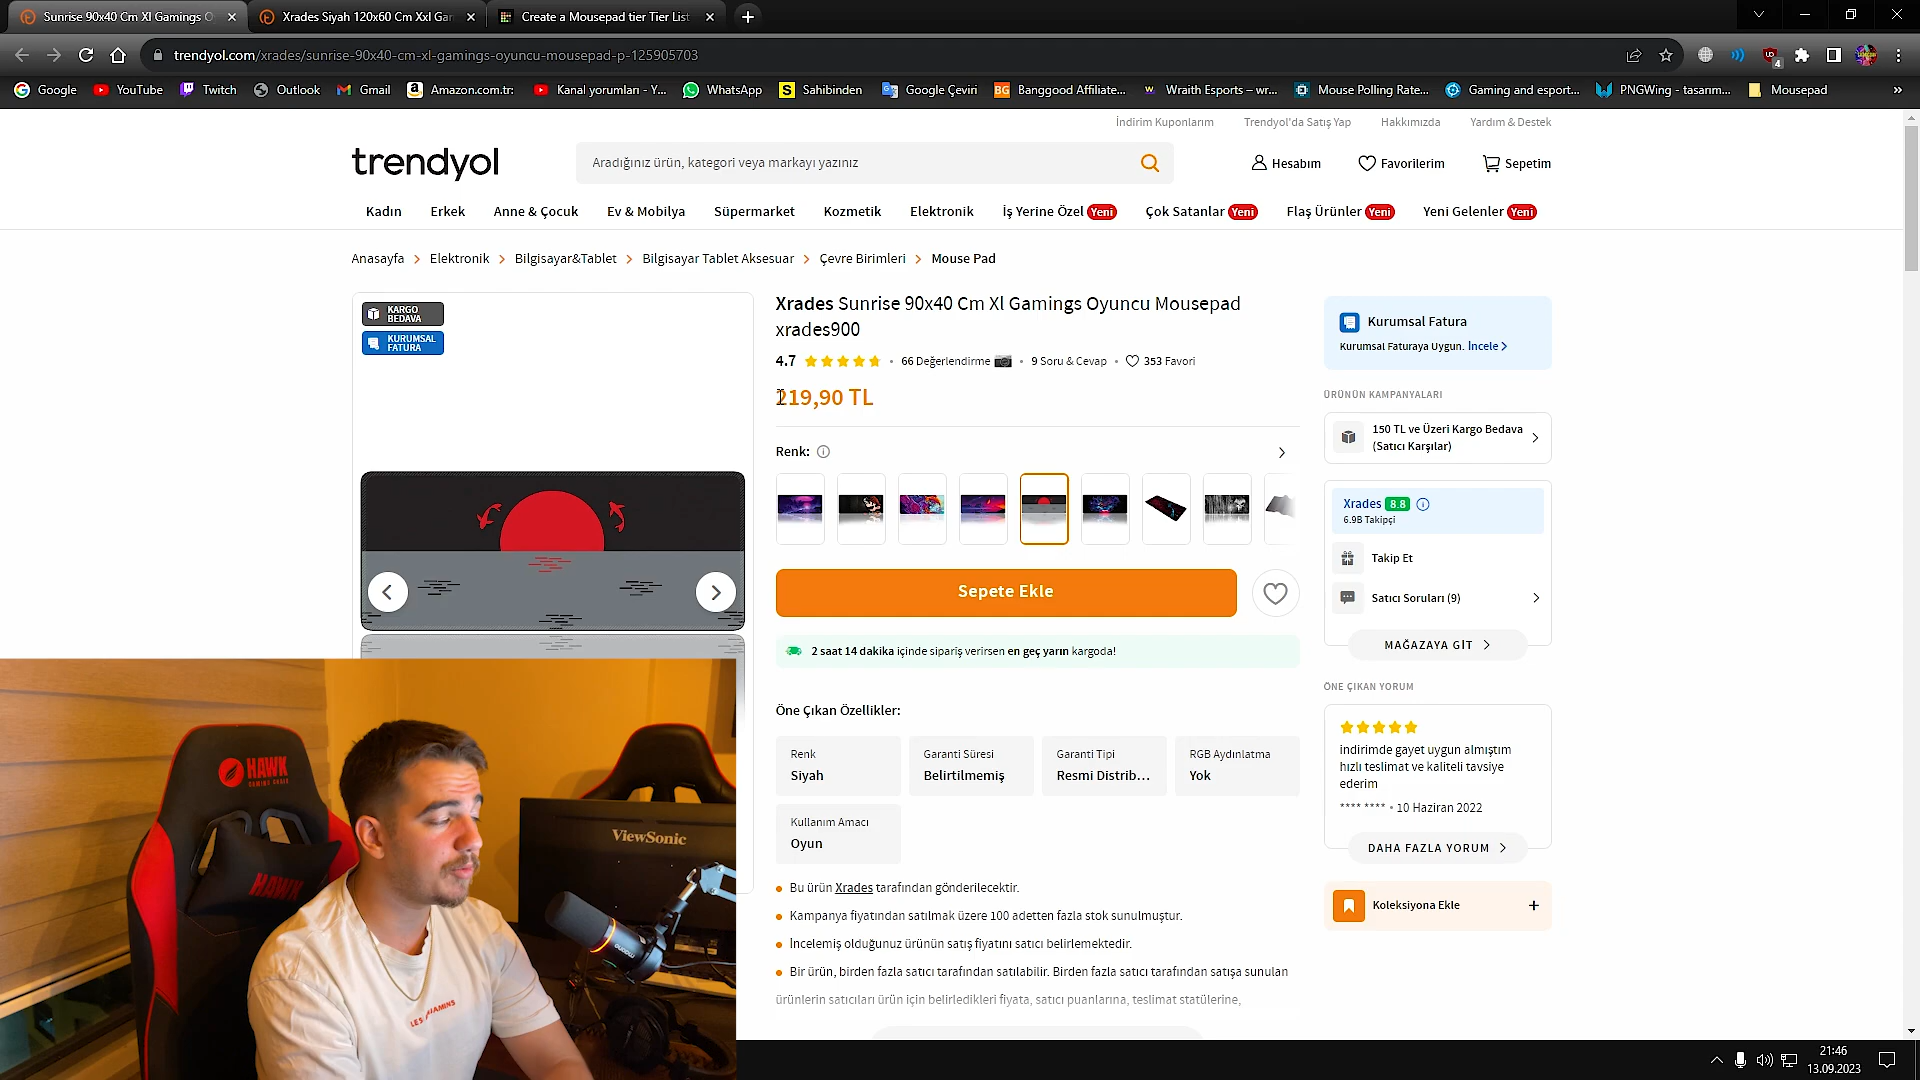 Sunrise 90x40 Cm Xl Gamings O
Xrades Siyah 120x60 Cm Xxl Gar
Create a Mousepad tier Tier List
trendyol.com/xrades/sunrise-90x40-cm-xl-gamings-oyuncu-mousepad-p-125905703
Google
YouTube
Twitch
Outlook
Gmail
Amazon.com.tr:
Kanal yorumları - Y...
WhatsApp
Sahibinden
Google Çeviri
BG Banggood Affiliate...
Wraith Esports – wr...
Mouse Polling Rate...
Gaming and esport...
PNGWing - tasarım...
Mousepad
İndirim Kuponlarım
Trendyol'da Satış Yap
Hakkımızda
Yardım & Destek
trendyol
Aradığınız ürün, kategori veya markayı yazınız
Hesabım
Favorilerim
Sepetim
Kadın
Erkek
Anne & Çocuk
Ev & Mobilya
Süpermarket
Kozmetik
Elektronik
İş Yerine Özel Yeni
Çok Satanlar Yeni
Flaş Ürünler Yeni
Yeni Gelenler Yeni
Anasayfa > Elektronik > Bilgisayar&Tablet > Bilgisayar Tablet Aksesuar > Çevre Birimleri > Mouse Pad
KARGO
BEDAVA
KURUMSAL
FATURA
Xrades Sunrise 90x40 Cm Xl Gamings Oyuncu Mousepad
xrades900
4.7 • 66 Değerlendirme • 9 Soru & Cevap • 353 Favori
219,90 TL
Renk:
Sepete Ekle
2 saat 14 dakika içinde sipariş verirsen en geç yarın kargoda!
Öne Çıkan Özellikler:
Renk
Siyah
Garanti Süresi
Belirtilmemiş
Garanti Tipi
Resmi Distrib...
RGB Aydınlatma
Yok
Kullanım Amacı
Oyun
• Bu ürün Xrades tarafından gönderilecektir.
• Kampanya fiyatından satılmak üzere 100 adetten fazla stok sunulmuştur.
• İncelemiş olduğunuz ürünün satış fiyatını satıcı belirlemektedir.
• Bir ürün, birden fazla satıcı tarafından satılabilir. Birden fazla satıcı tarafından satışa sunulan
ürünlerin satıcıları ürün için belirledikleri fiyata, satıcı puanlarına, teslimat statülerine,
Kurumsal Fatura
Kurumsal Faturaya Uygun. İncele >
ÜRÜNÜN KAMPANYALARI
150 TL ve Üzeri Kargo Bedava
(Satıcı Karşılar)
Xrades 8.8
6.9B Takipçi
Takip Et
Satıcı Soruları (9)
MAĞAZAYA GİT >
ÖNE ÇIKAN YORUM
indirimde gayet uygun almıştım
hızlı teslimat ve kaliteli tavsiye
ederim
**** **** • 10 Haziran 2022
DAHA FAZLA YORUM >
Koleksiyona Ekle +
HAWK
GAMING CHAIR
HAWK
ViewSonic
21:46
13.09.2023